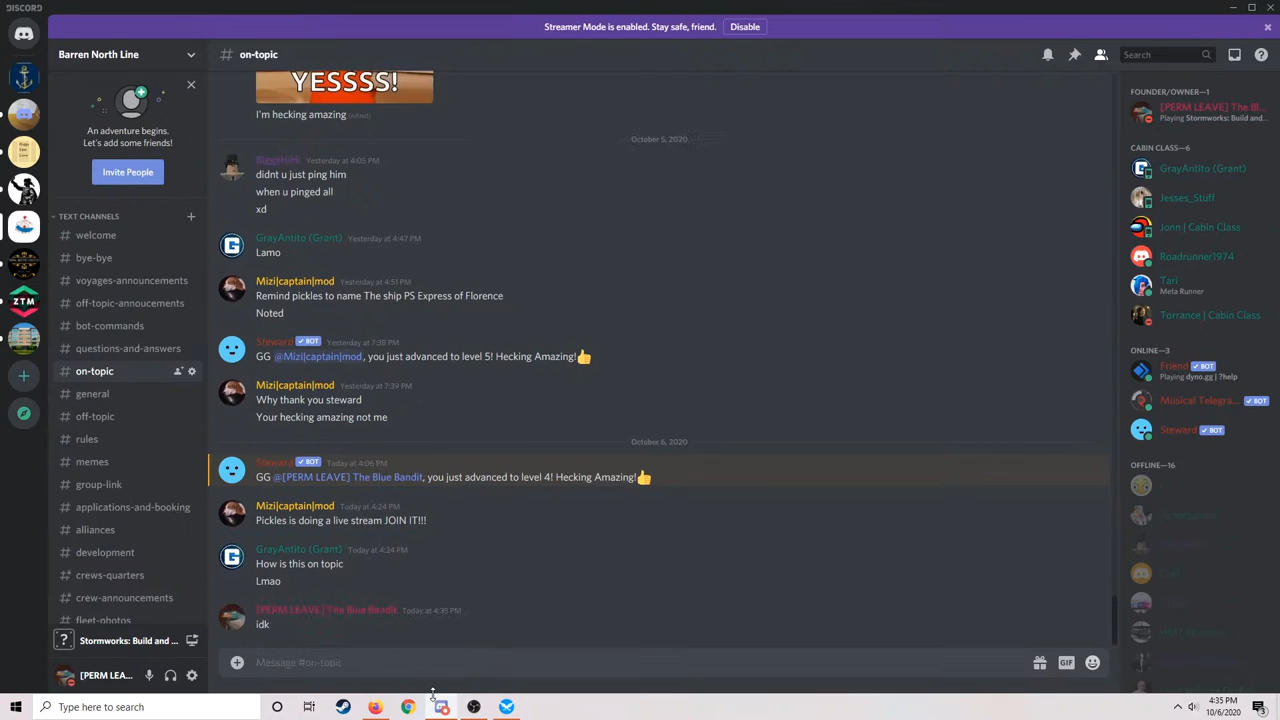 DISCORD
Streamer Mode is enabled. Stay safe, friend.
Disable
Barren North Line
# on-topic
Search
An adventure begins.
Let's add some friends!
Invite People
TEXT CHANNELS
# welcome
# bye-bye
# voyages-announcements
# off-topic-annoucements
# bot-commands
# questions-and-answers
# on-topic
# general
# off-topic
# rules
# memes
# group-link
# applications-and-booking
# alliances
# development
# crews-quarters
# crew-announcements
# fleet-photos
? Stormworks: Build and ...
[PERM LEA...
ZTM
YESSSS!
I'm hecking amazing (edited)
October 5, 2020
Yesterday at 4:05 PM
didnt u just ping him
when u pinged all
xd
GrayAntito (Grant) Yesterday at 4:47 PM
Lamo
Mizi|captain|mod Yesterday at 4:51 PM
Remind pickles to name The ship PS Express of Florence
Noted
Steward BOT Yesterday at 7:38 PM
GG @Mizi|captain|mod, you just advanced to level 5! Hecking Amazing!👍
Mizi|captain|mod Yesterday at 7:39 PM
Why thank you steward
Your hecking amazing not me
October 6, 2020
Steward BOT Today at 4:06 PM
GG @[PERM LEAVE] The Blue Bandit, you just advanced to level 4! Hecking Amazing!👍
Mizi|captain|mod Today at 4:24 PM
Pickles is doing a live stream JOIN IT!!!
GrayAntito (Grant) Today at 4:24 PM
How is this on topic
Lmao
[PERM LEAVE] The Blue Bandit Today at 4:35 PM
idk
Message #on-topic
GIF
FOUNDER/OWNER—1
[PERM LEAVE] The Bl...
Playing Stormworks: Build and...
CABIN CLASS—6
GrayAntito (Grant)
Jesses_Stuff
Jonn | Cabin Class
Roadrunner1974
Tari
Meta Runner
Torrance | Cabin Class
ONLINE—3
Friend BOT
Playing dyno.gg | ?help
Musical Telegra... BOT
Steward BOT
OFFLINE—16
Type here to search
4:35 PM
10/6/2020